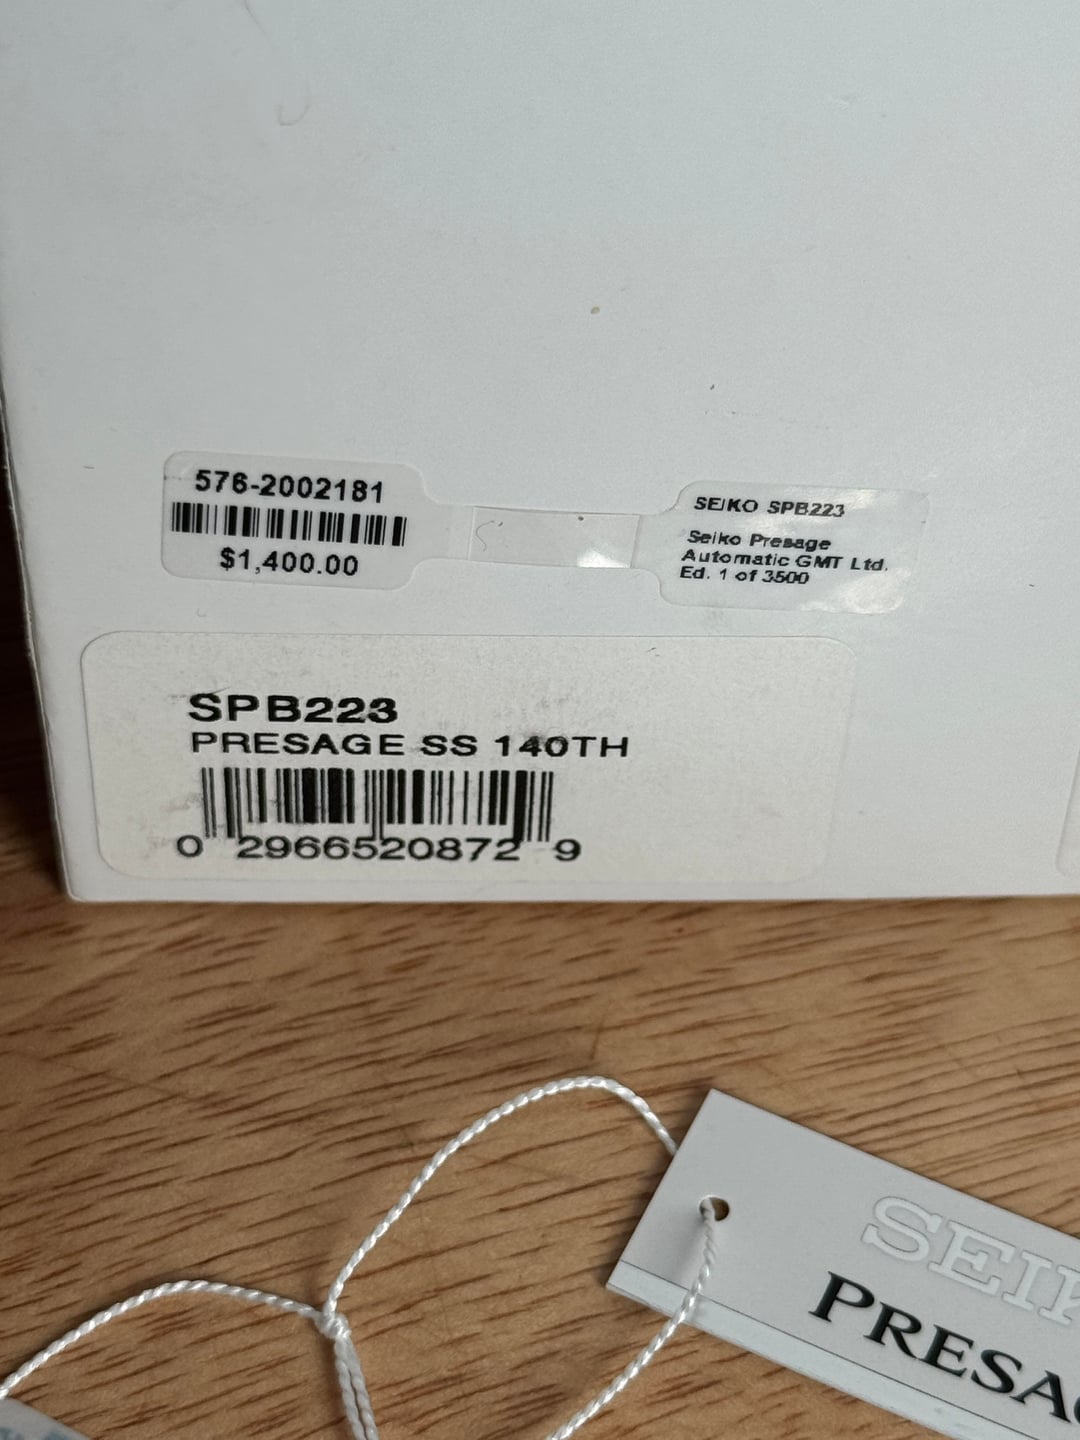 576-2002181
$1,400.00
SEIKO SPB223
Seiko Presage
Automatic GMT Ltd.
Ed. 1 of 3500
SPB223
PRESAGE SS 140TH
0 2966520872 9